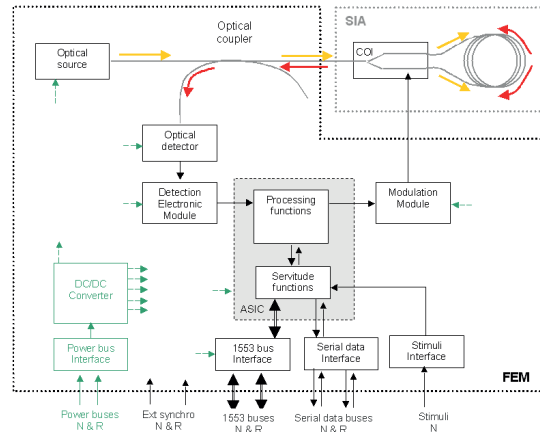 Optical
coupler
SIA
Optical
source
COI
Optical
detector
Detection
Electronic
Module
Processing
functions
Modulation
Module
Servitude
functions
DC/DC
Converter
ASIC
Power bus
Interface
1553 bus
Interface
Serial data
Interface
Stimuli
Interface
FEM
Power buses
N & R
Ext synchro
N & R
1553 buses
N & R
Serial data buses
N & R
Stimuli
N